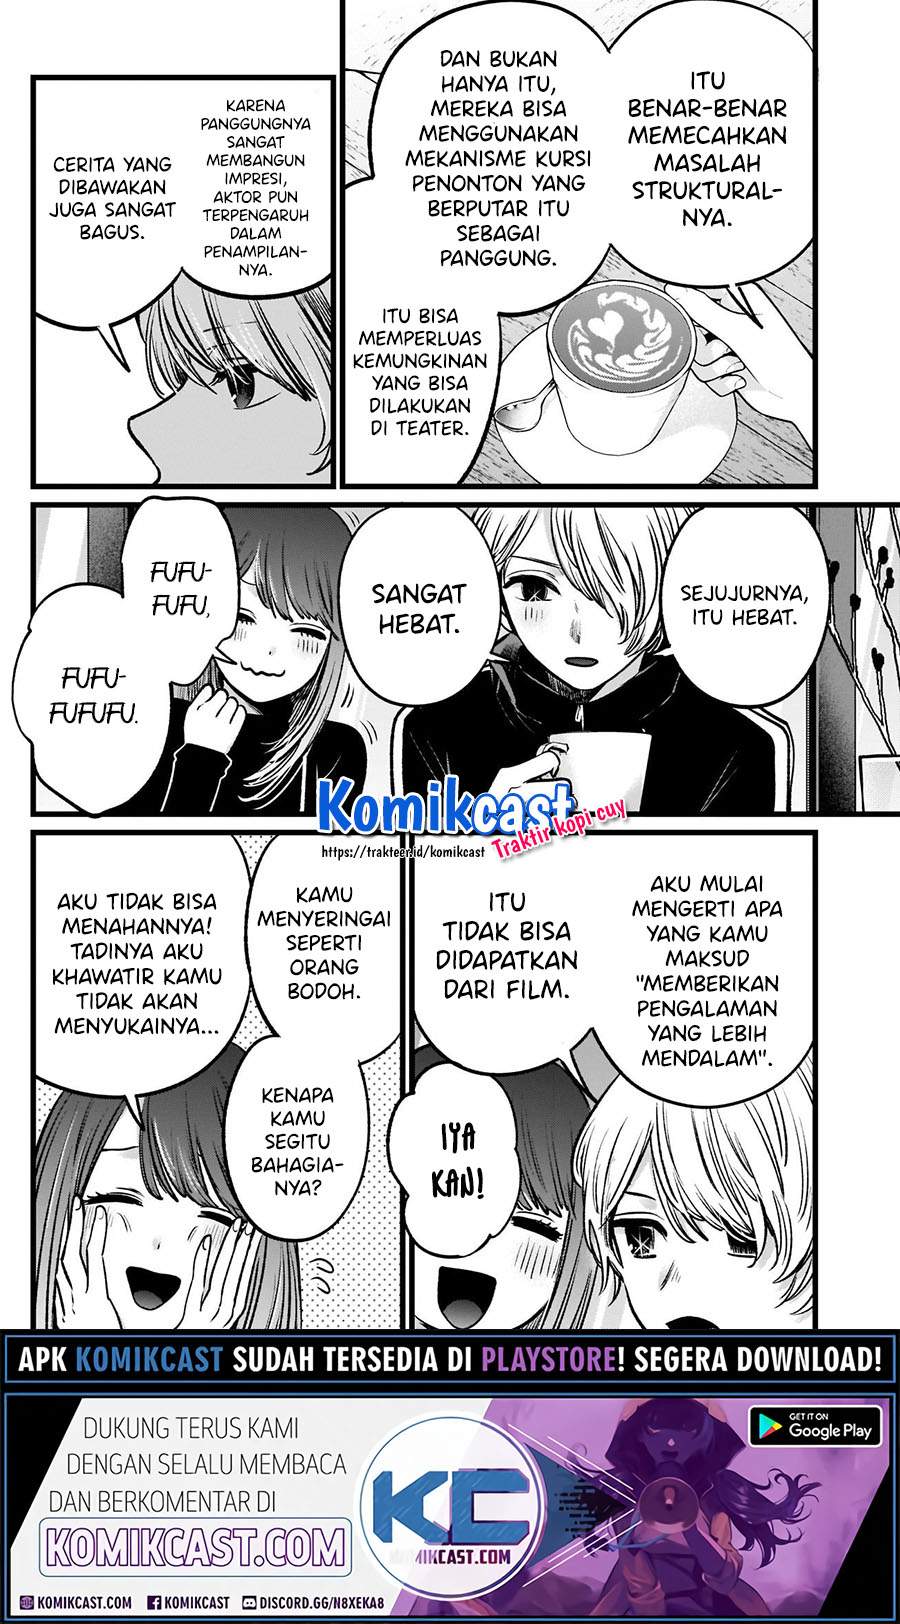 ITU
BENAR-BENAR
MEMECAHKAN
MASALAH
STRUKTURAL-
NYA.
DAN BUKAN
HANYA ITU,
MEREKA BISA
MENGGUNAKAN
MEKANISME KURSI
PENONTON YANG
BERPUTAR ITU
SEBAGAI
PANGGUNG.
ITU BISA
MEMPERLUAS
KEMUNGKINAN
YANG BISA
DILAKUKAN
DI TEATER.
KARENA
PANGGUNGNYA
SANGAT
MEMBANGUN
IMPRESI,
AKTOR PUN
TERPENGARUH
DALAM
PENAMPILAN-
NYA.
CERITA YANG
DIBAWAKAN
JUGA SANGAT
BAGUS.
SEJUJURNYA,
ITU HEBAT.
SANGAT
HEBAT.
FUFU-
FUFU,
FUFU-
FUFUFU.
Komikcast
Traktir kopi cuy
https://trakteer.id/komikcast
AKU MULAI
MENGERTI APA
YANG KAMU
MAKSUD
"MEMBERIKAN
PENGALAMAN
YANG LEBIH
MENDALAM".
ITU
TIDAK BISA
DIDAPATKAN
DARI FILM.
IYA
KAN!
KAMU
MENYERINGAI
SEPERTI
ORANG
BODOH.
KENAPA
KAMU
SEGITU
BAHAGIA-
NYA?
AKU TIDAK BISA
MENAHANNYA!
TADINYA AKU
KHAWATIR KAMU
TIDAK AKAN
MENYUKAINYA...
APK KOMIKCAST SUDAH TERSEDIA DI PLAYSTORE! SEGERA DOWNLOAD!
DUKUNG TERUS KAMI
DENGAN SELALU MEMBACA
DAN BERKOMENTAR DI
KOMIKCAST.COM
KC
KOMIKCAST.COM
GET IT ON
Google Play
KOMIKCAST.COM KOMIKCAST DISCORD.GG/N8XEKA8